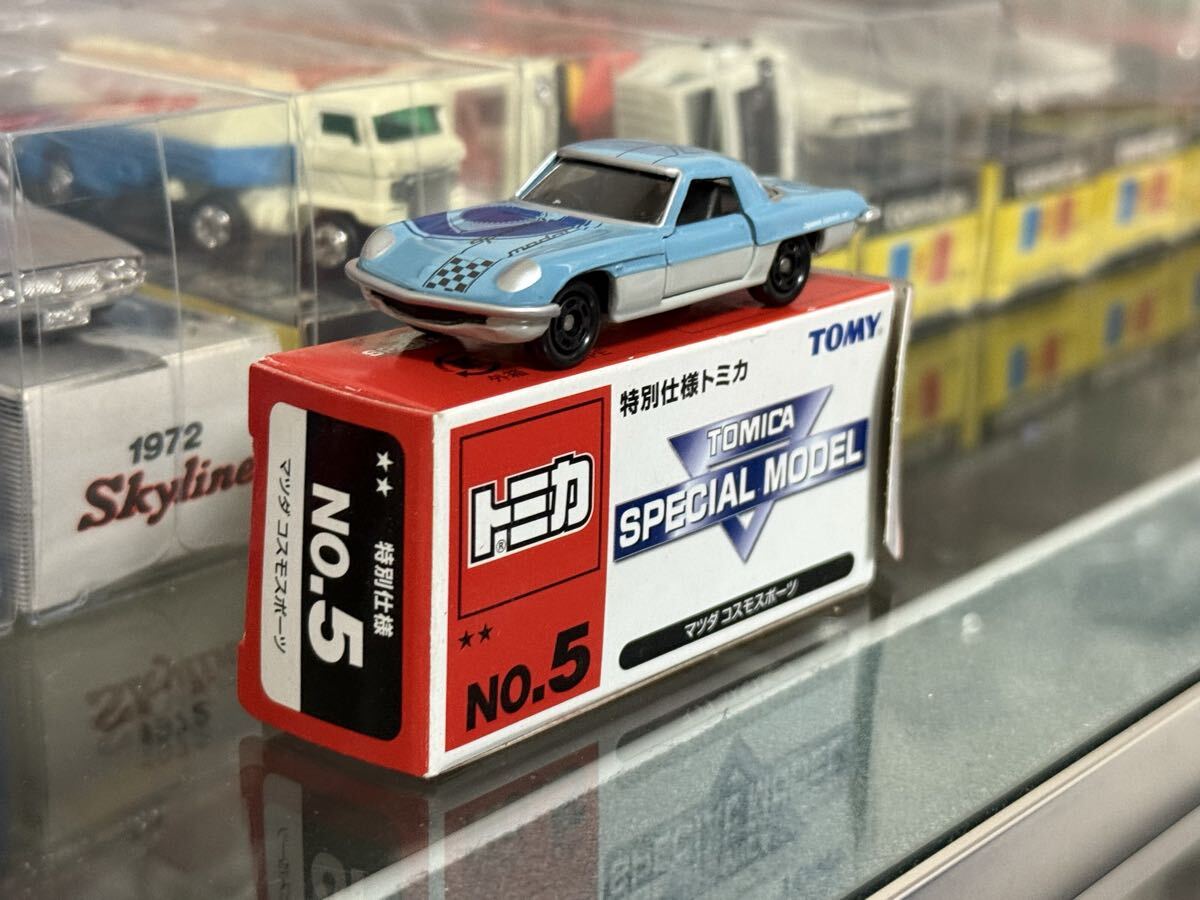 1972
Skyline
★★
特別仕様
NO.5
マツダ コスモスポーツ
特別仕様トミカ
TOMY
トミカ
®
TOMICA
SPECIAL MODEL
★★
NO.5
マツダ コスモスポーツ